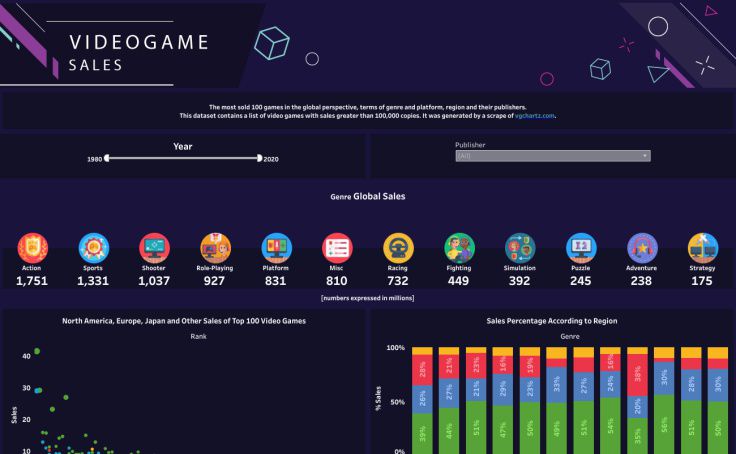 VIDEOGAME
SALES
The most sold 100 games in the global perspective, terms of genre and platform, region and their publishers.
This dataset contains a list of video games with sales greater than 100,000 copies. It was generated by a scrape of vgchartz.com.
Year
1980
2020
Publisher
(All)
Genre Global Sales
Action Sports Shooter Role-Playing Platform Misc Racing Fighting Simulation Puzzle Adventure Strategy
1,751 1,331 1,037 927 831 810 732 449 392 245 238 175
[numbers expressed in millions]
North America, Europe, Japan and Other Sales of Top 100 Video Games
Rank
40
30
20
10
Sales
Sales Percentage According to Region
Genre
100%
50%
0%
% Sales
28% 21% 23% 16% 19% 16% 38%
26% 27% 21% 29% 23% 33% 27% 24% 20% 30% 28% 30%
39% 44% 51% 47% 50% 49% 51% 54% 35% 56% 51% 50%